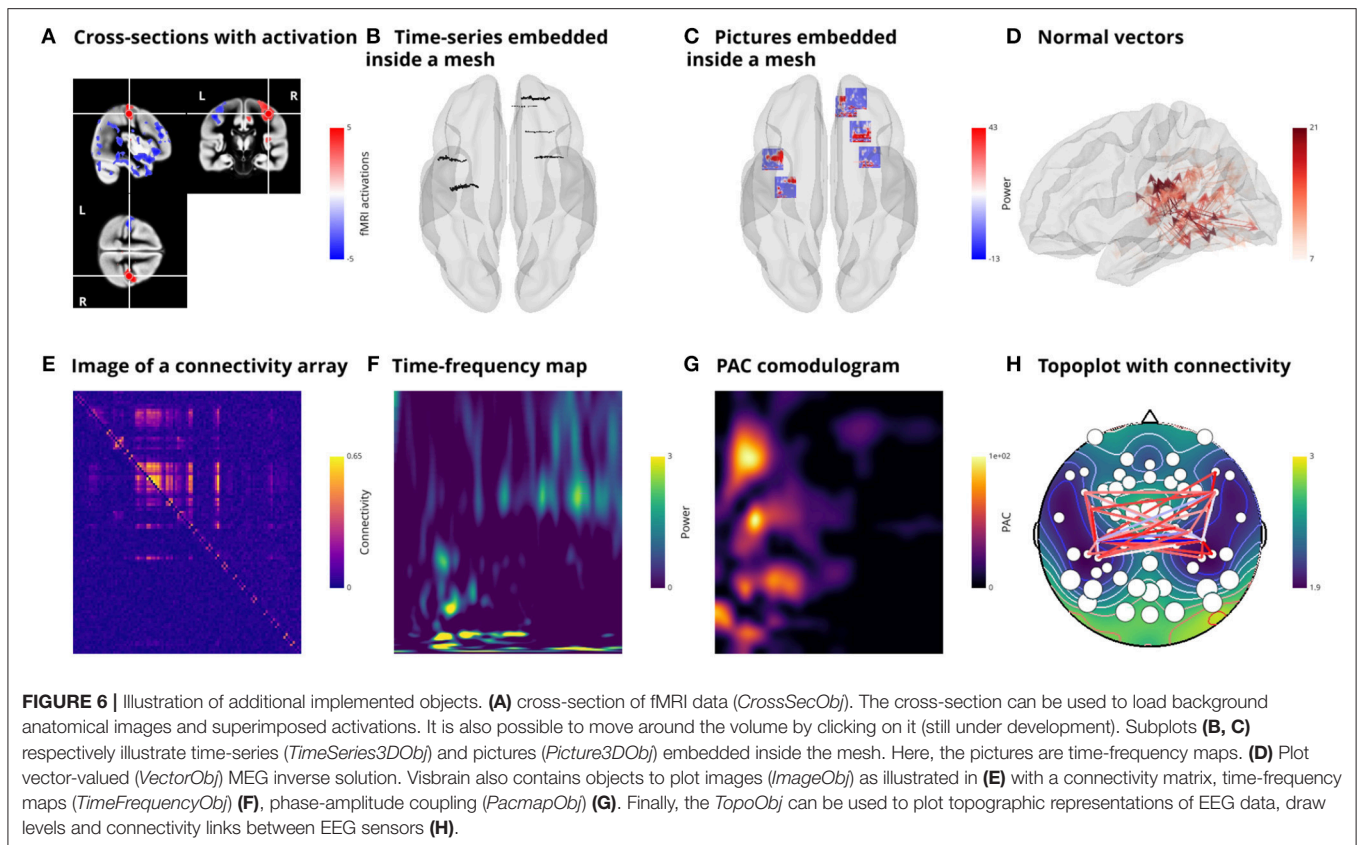 A Cross-sections with activation
B Time-series embedded
inside a mesh
C Pictures embedded
inside a mesh
D Normal vectors
L
R
L
R
5
fMRI activations
-5
43
Power
-13
21
7
E Image of a connectivity array
F Time-frequency map
G PAC comodulogram
H Topoplot with connectivity
0.65
Connectivity
0
3
Power
0
1e+02
PAC
0
3
1.9
FIGURE 6 | Illustration of additional implemented objects. (A) cross-section of fMRI data (CrossSecObj). The cross-section can be used to load background
anatomical images and superimposed activations. It is also possible to move around the volume by clicking on it (still under development). Subplots (B, C)
respectively illustrate time-series (TimeSeries3DObj) and pictures (Picture3DObj) embedded inside the mesh. Here, the pictures are time-frequency maps. (D) Plot
vector-valued (VectorObj) MEG inverse solution. Visbrain also contains objects to plot images (ImageObj) as illustrated in (E) with a connectivity matrix, time-frequency
maps (TimeFrequencyObj) (F), phase-amplitude coupling (PacmapObj) (G). Finally, the TopoObj can be used to plot topographic representations of EEG data, draw
levels and connectivity links between EEG sensors (H).